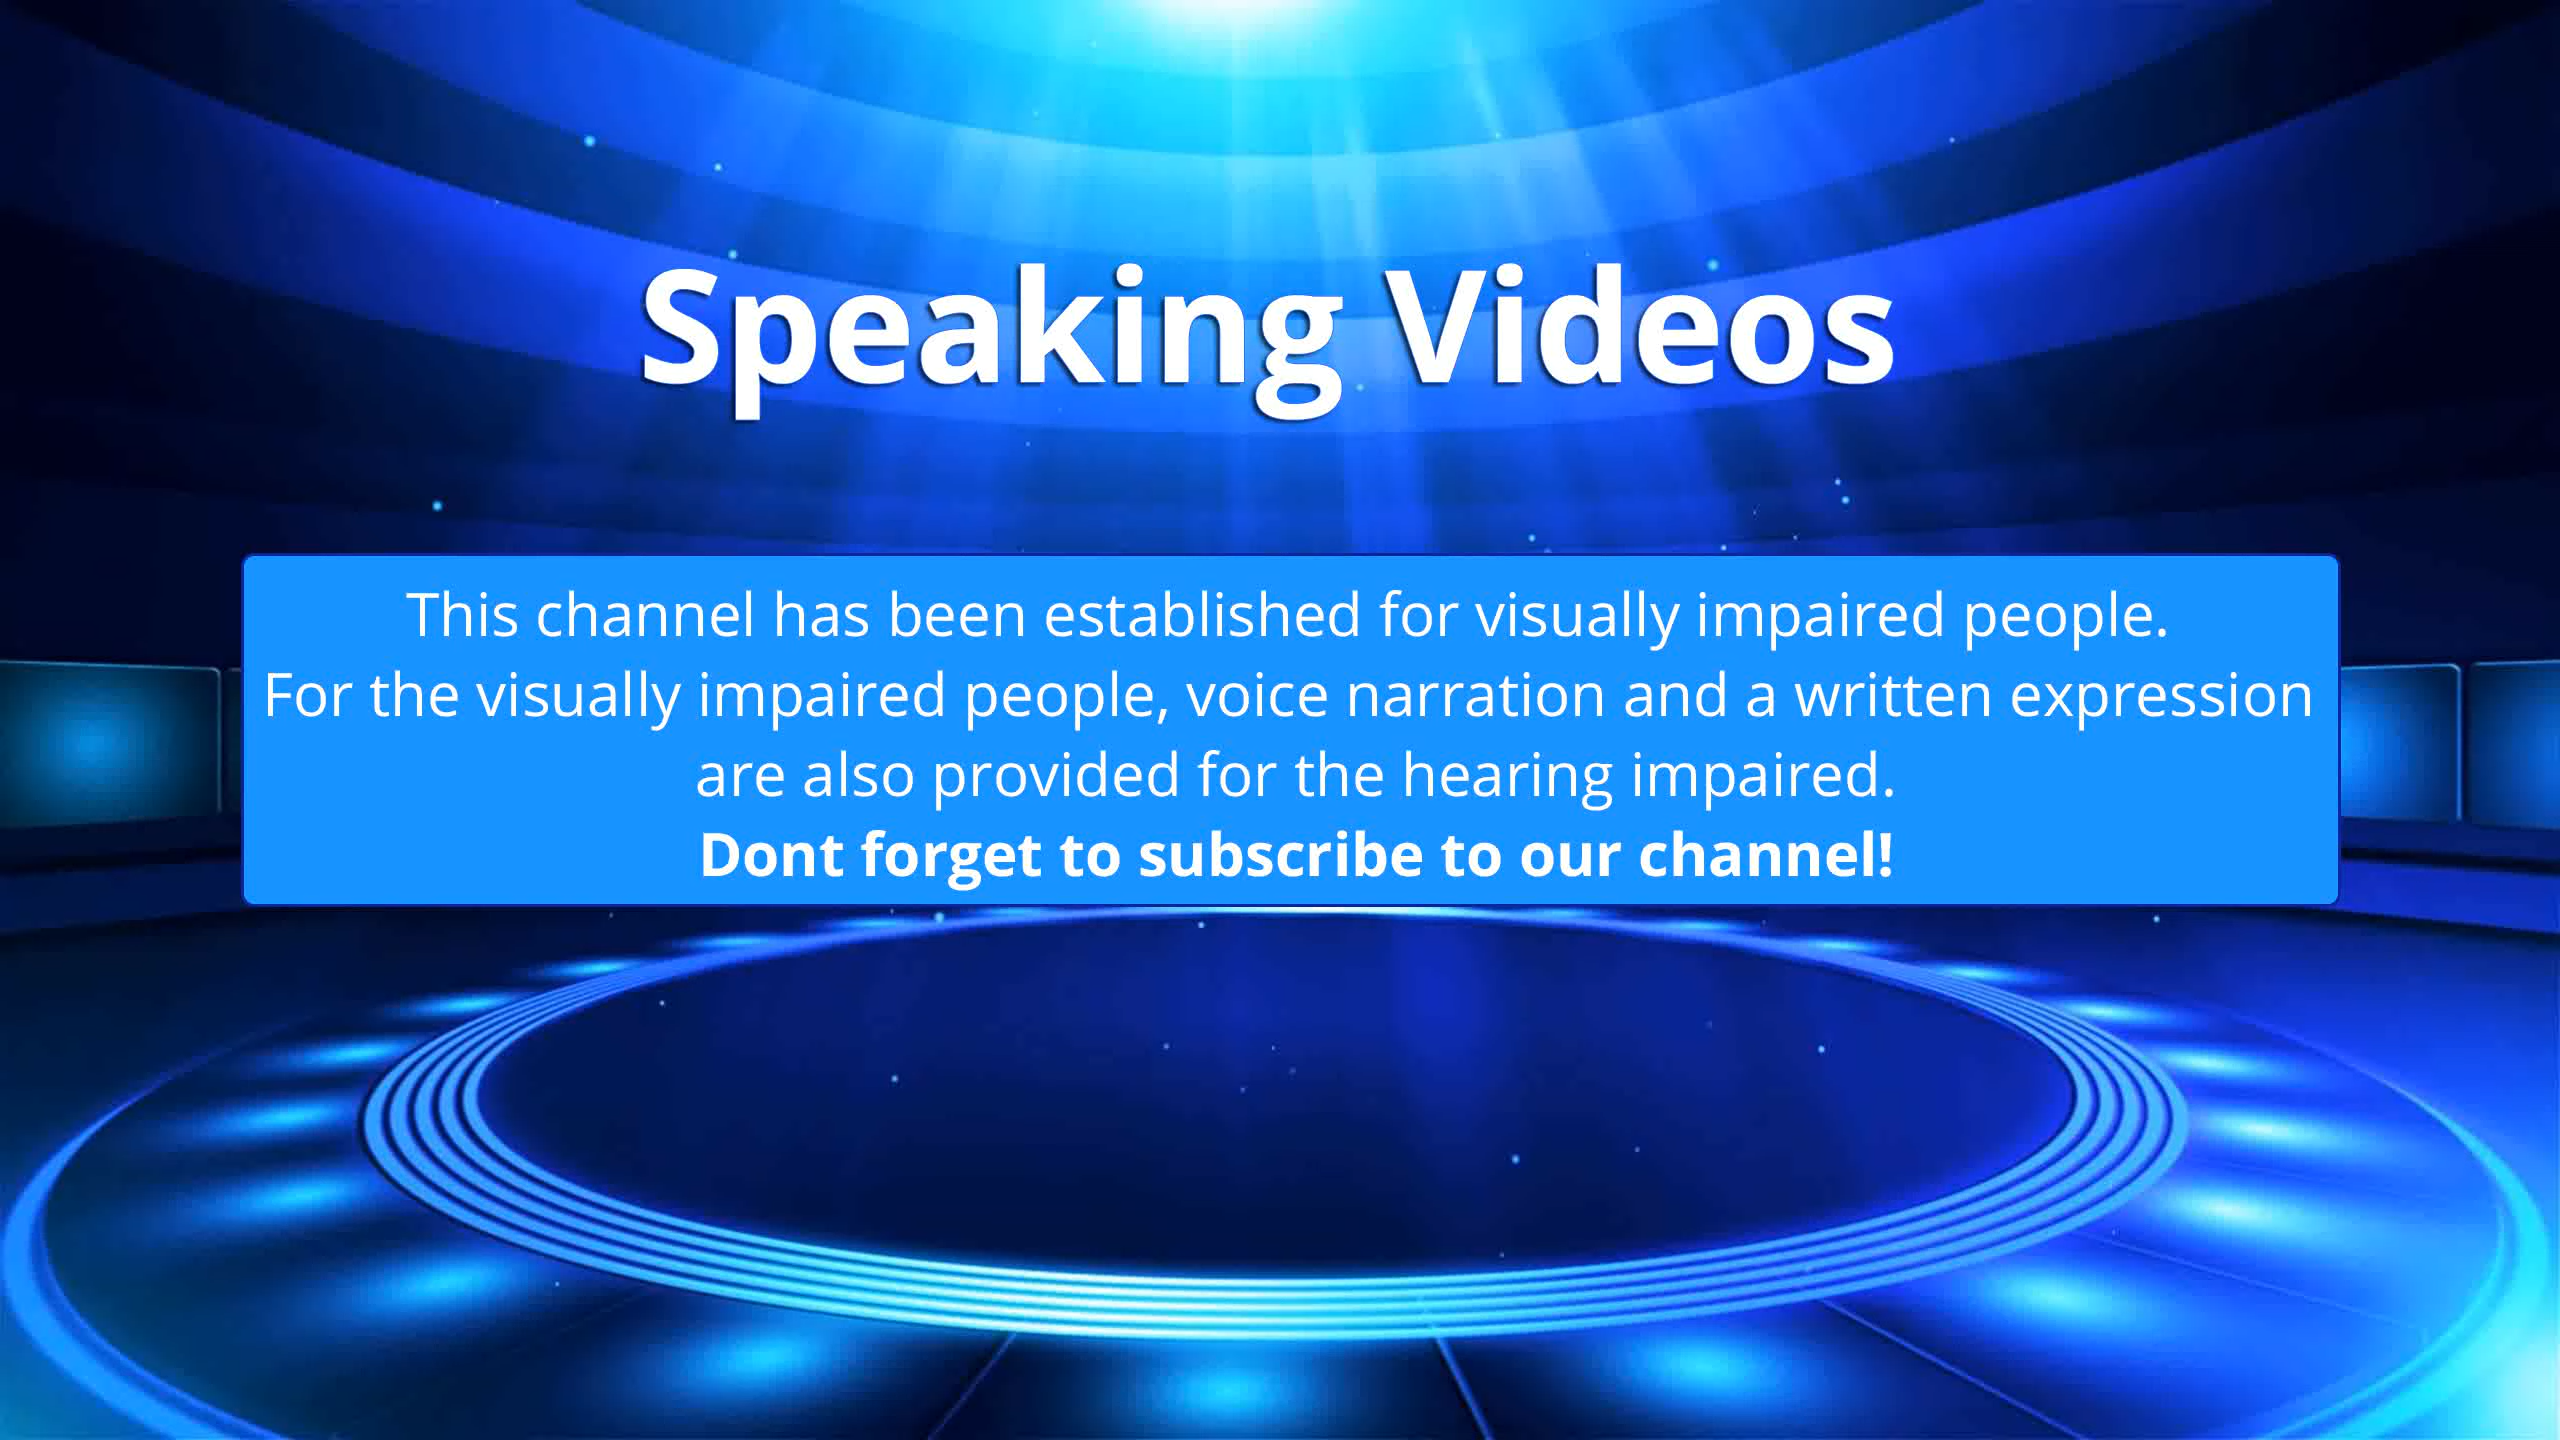 Speaking Videos
This channel has been established for visually impaired people.
For the visually impaired people, voice narration and a written expression
are also provided for the hearing impaired.
Dont forget to subscribe to our channel!